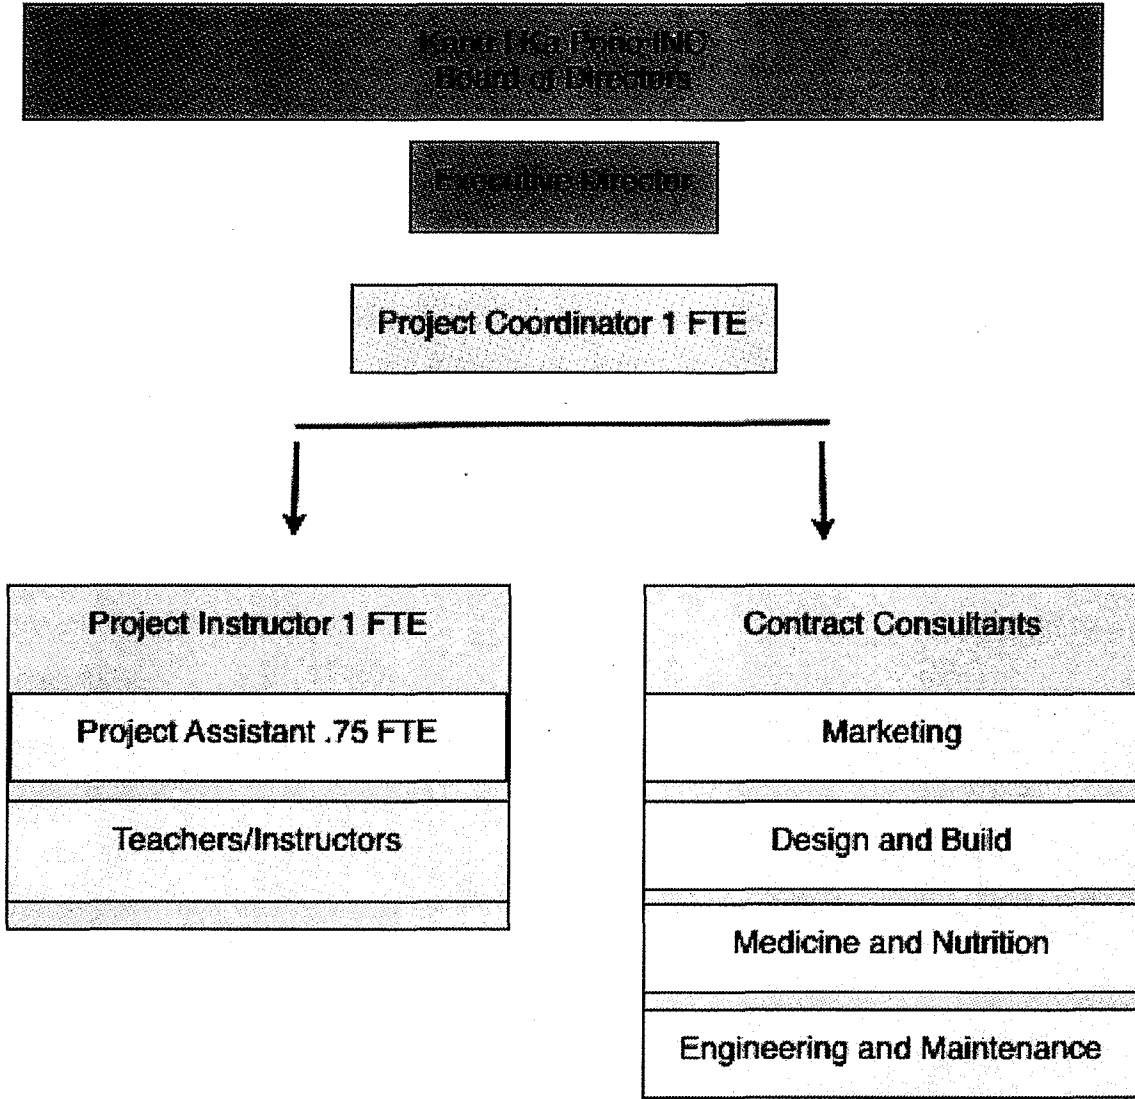 Board of Directors
Executive Director
Project Coordinator 1 FTE
Project Instructor 1 FTE
Project Assistant .75 FTE
Teachers/Instructors
Contract Consultants
Marketing
Design and Build
Medicine and Nutrition
Engineering and Maintenance